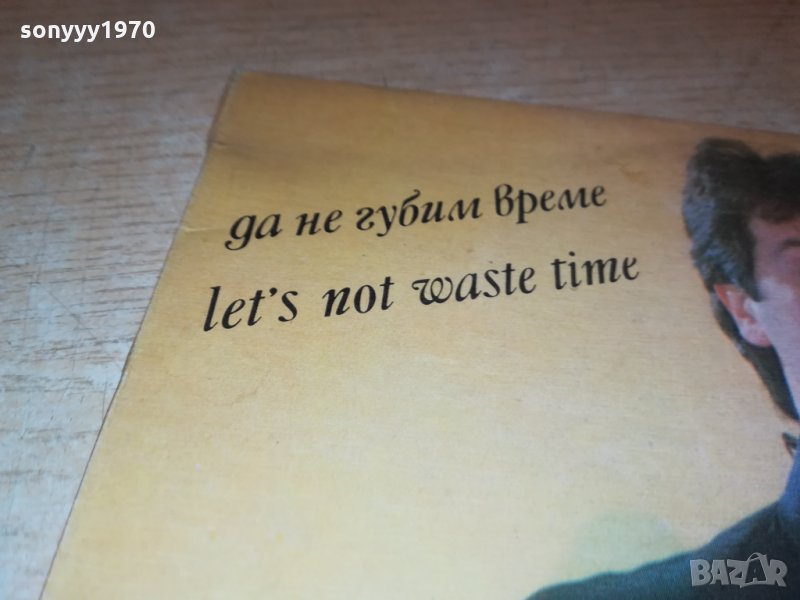 sonyyy1970
да не губим време
let's not waste time
BAZAR